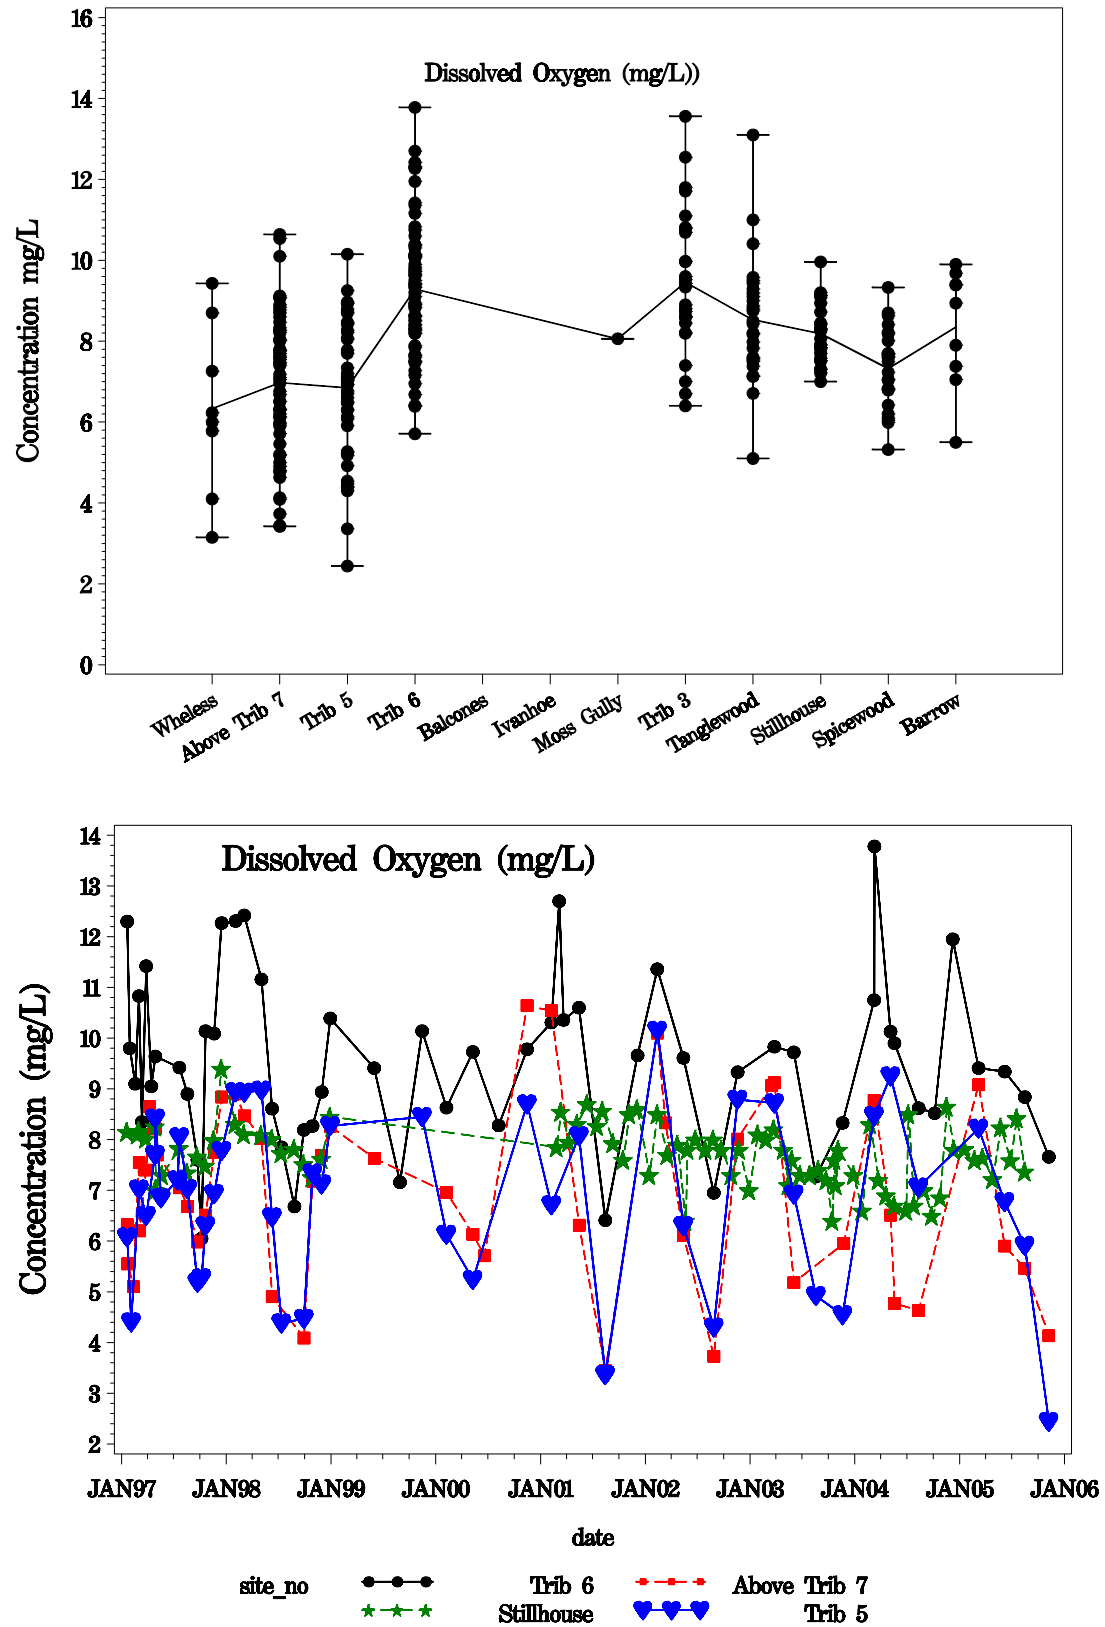 Dissolved Oxygen (mg/L))
Concentration mg/L
16
14
12
10
8
6
4
2
0
Wheless
Above Trib 7
Trib 5
Trib 6
Balcones
Ivanhoe
Moss Gully
Trib 3
Tanglewood
Stillhouse
Spicewood
Barrow
Dissolved Oxygen (mg/L)
Concentration (mg/L)
14
13
12
11
10
9
8
7
6
5
4
3
2
JAN97 JAN98 JAN99 JAN00 JAN01 JAN02 JAN03 JAN04 JAN05 JAN06
date
site_no Trib 6 Above Trib 7
Stillhouse Trib 5